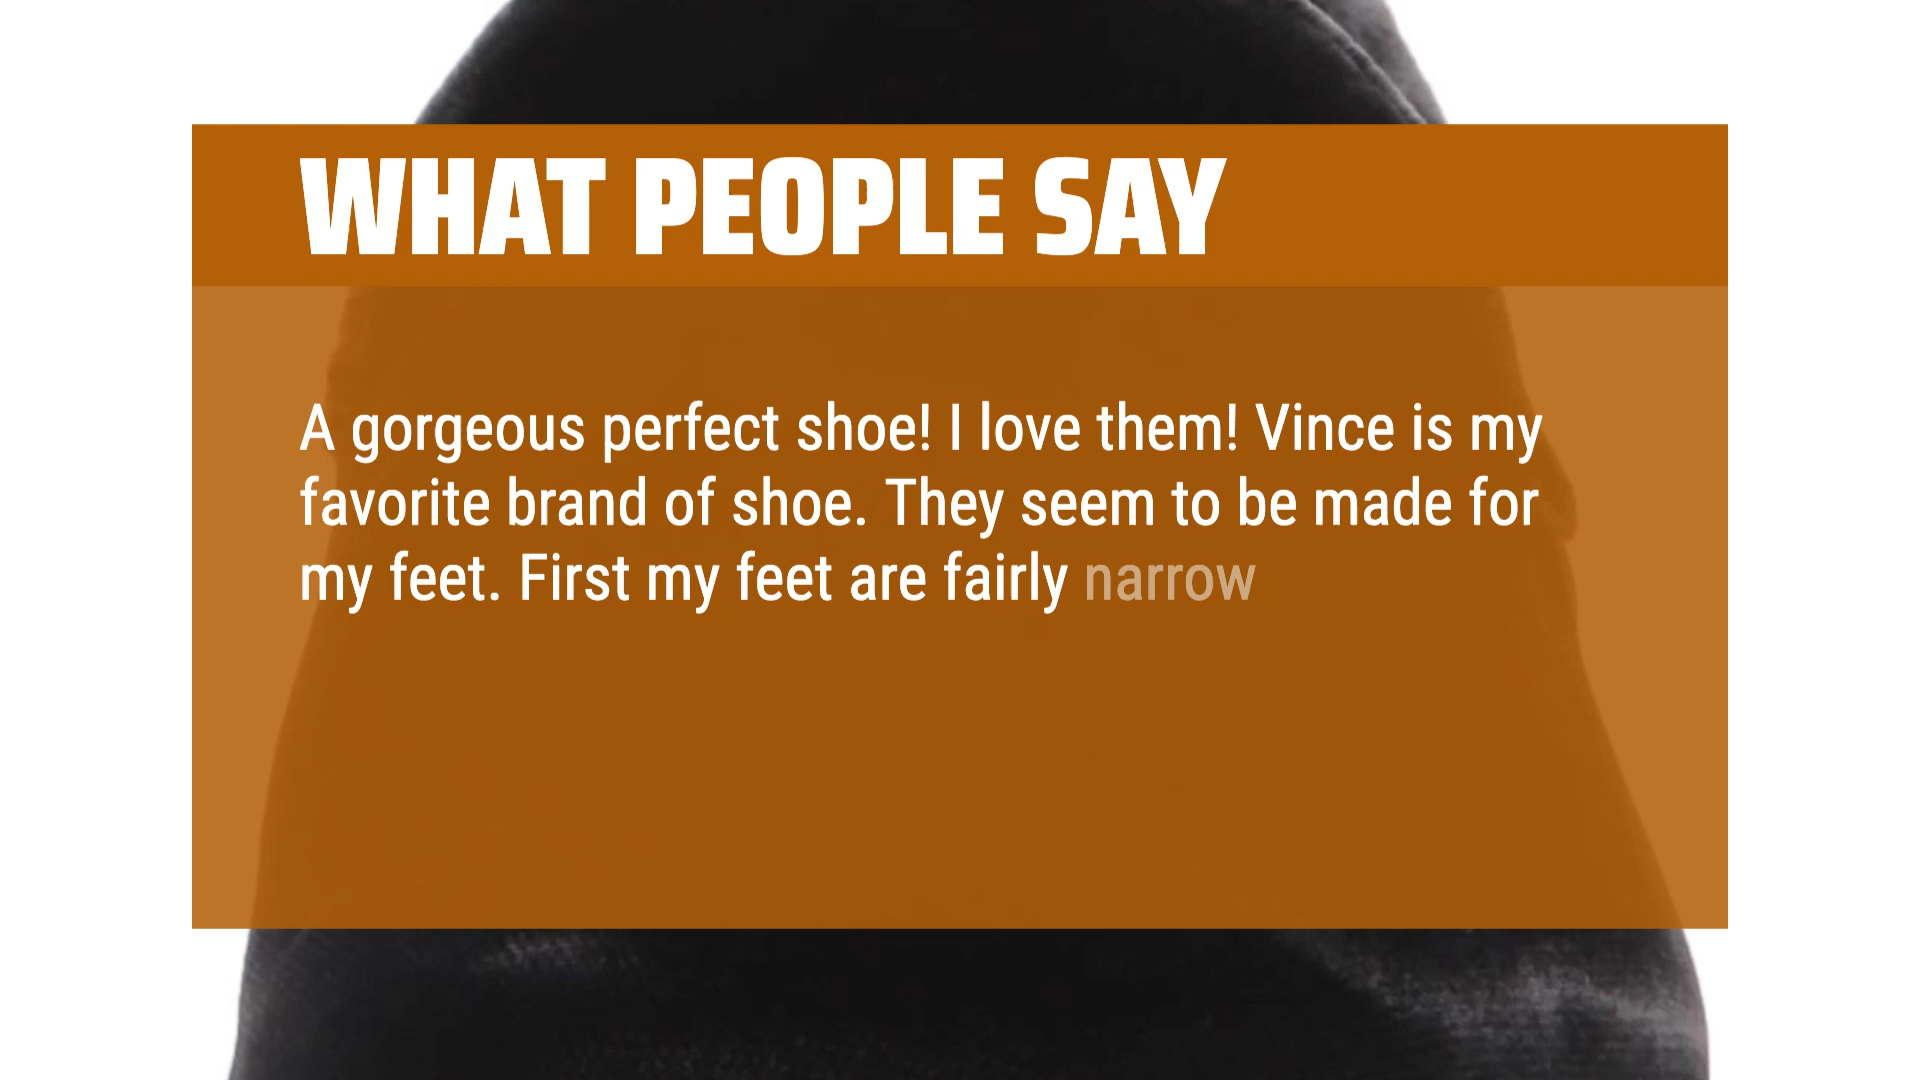 WHAT PEOPLE SAY
A gorgeous perfect shoe! I love them! Vince is my
favorite brand of shoe. They seem to be made for
my feet. First my feet are fairly narrow